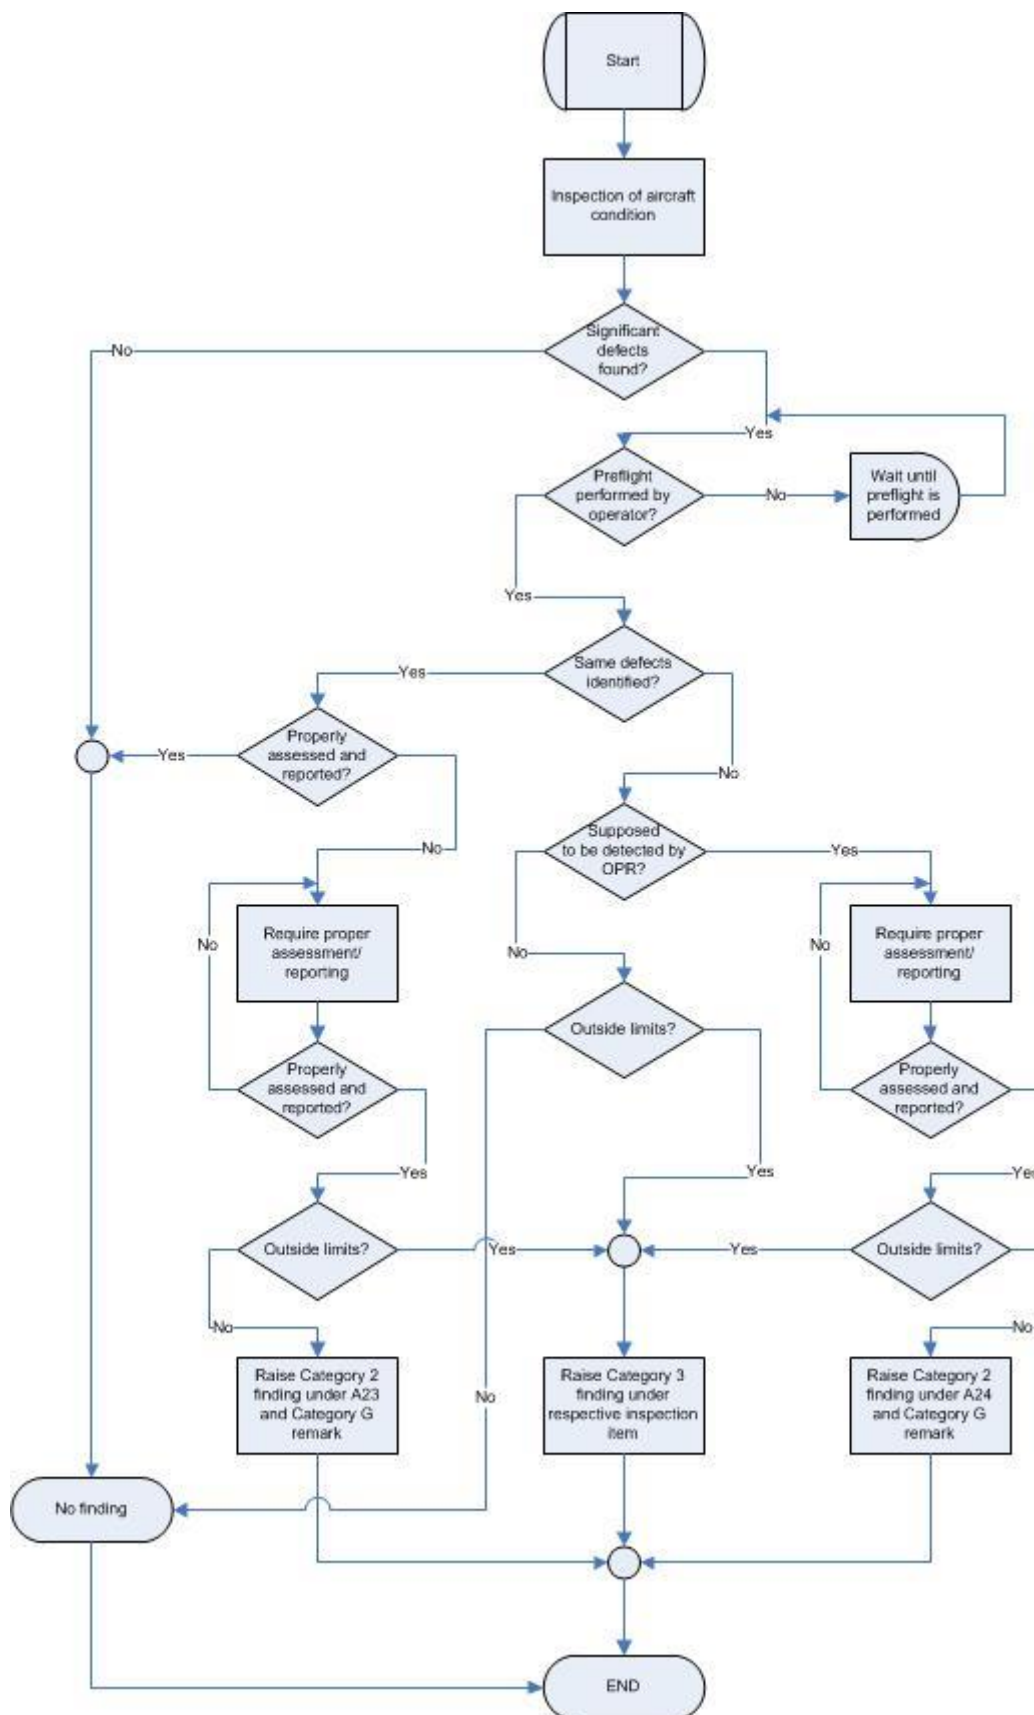 Start
Inspection of aircraft
condition
Significant
defects
found?
No
Yes
Preflight
performed by
operator?
No
Wait until
preflight is
performed
Yes
Same defects
identified?
Yes
No
Properly
assessed and
reported?
Yes
No
Supposed
to be detected by
OPR?
Yes
No
Require proper
assessment/
reporting
No
Require proper
assessment/
reporting
No
Outside limits?
Properly
assessed and
reported?
Properly
assessed and
reported?
Yes
Yes
Yes
Outside limits?
Yes
Yes
Outside limits?
No
No
Raise Category 2
finding under A23
and Category G
remark
No
Raise Category 3
finding under
respective inspection
item
Raise Category 2
finding under A24
and Category G
remark
No finding
END